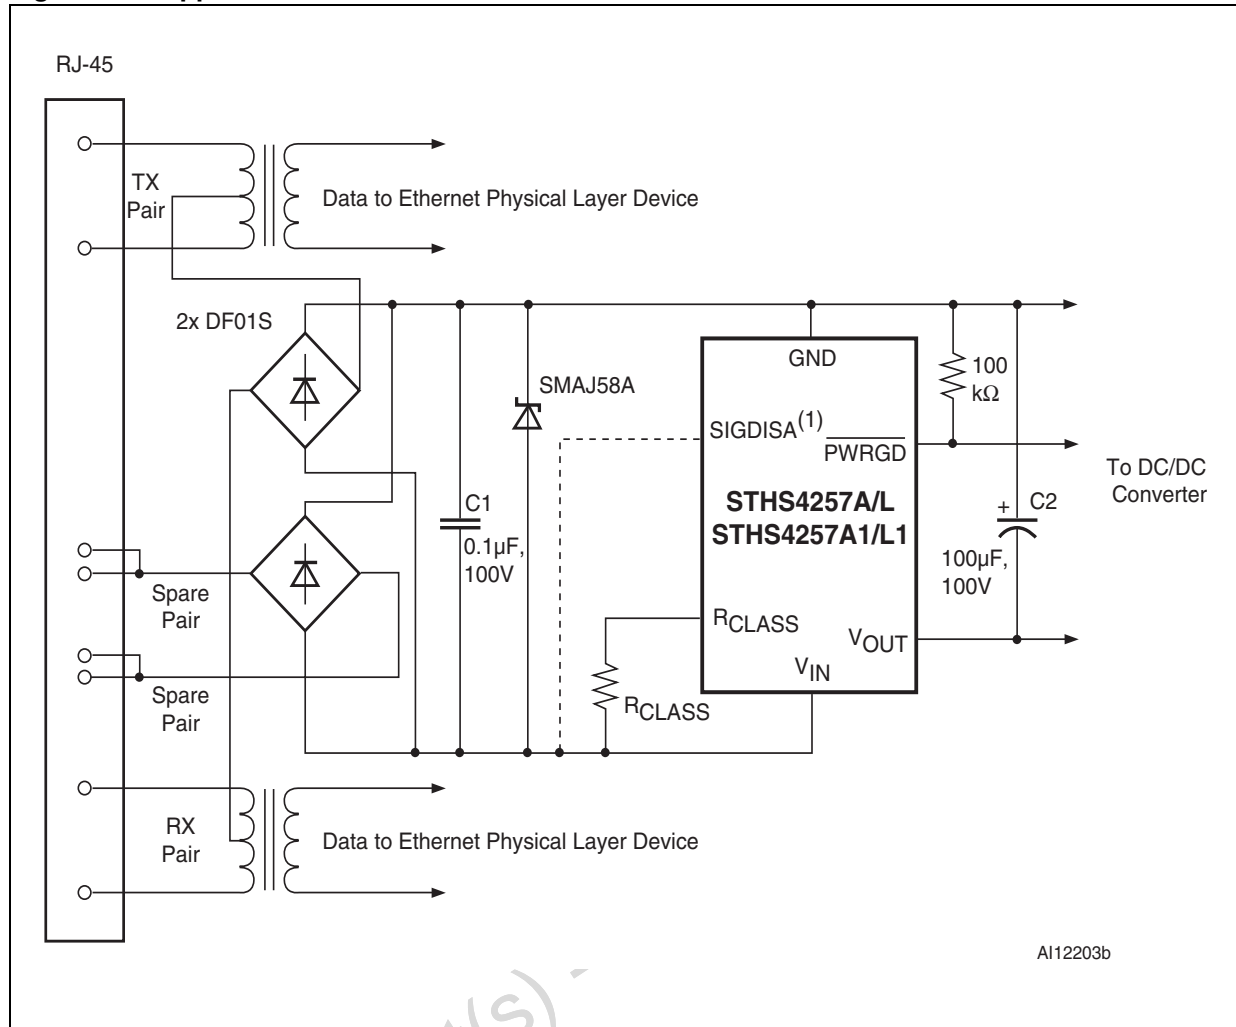 RJ-45
TX
Pair
Data to Ethernet Physical Layer Device
2x DF01S
GND
100
kΩ
SMAJ58A
SIGDISA(1)
PWRGD
To DC/DC
Converter
STHS4257A/L
STHS4257A1/L1
C1
0.1µF,
100V
+ C2
100µF,
100V
Spare
Pair
RCLASS
VOUT
VIN
Spare
Pair
RCLASS
RX
Pair
Data to Ethernet Physical Layer Device
AI12203b